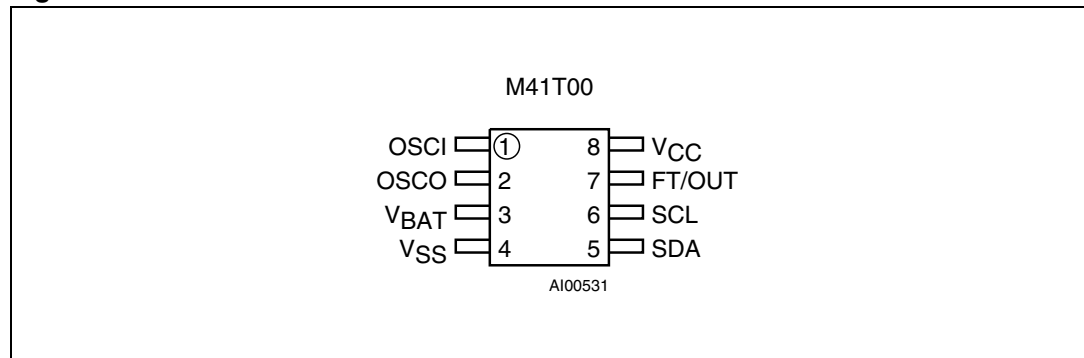 M41T00
OSCI 1 8 VCC
OSCO 2 7 FT/OUT
VBAT 3 6 SCL
VSS 4 5 SDA
AI00531